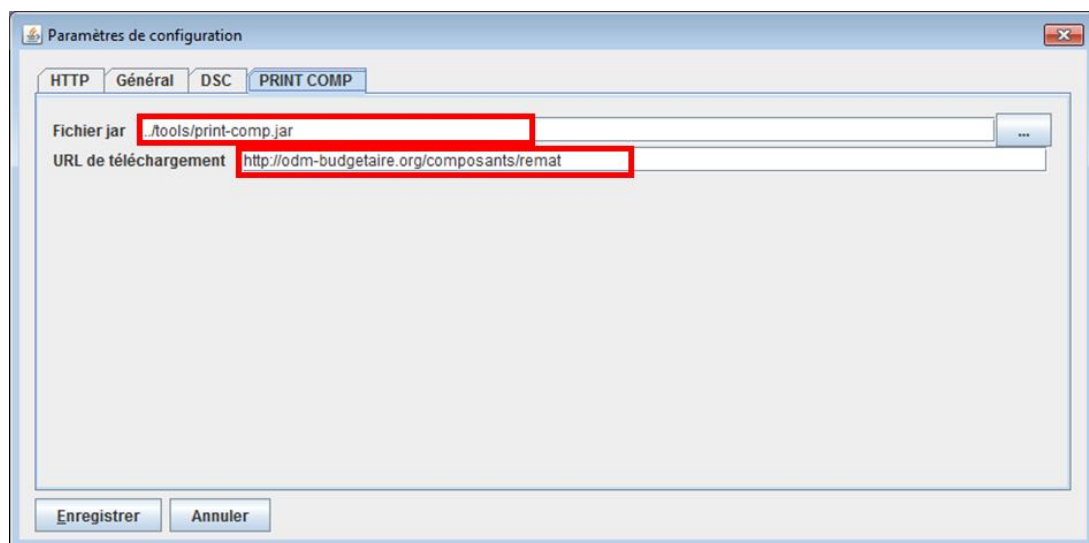 Paramètres de configuration
HTTP Général DSC PRINT COMP
Fichier jar ../tools/print-comp.jar ...
URL de téléchargement http://odm-budgetaire.org/composants/remat
Enregistrer Annuler